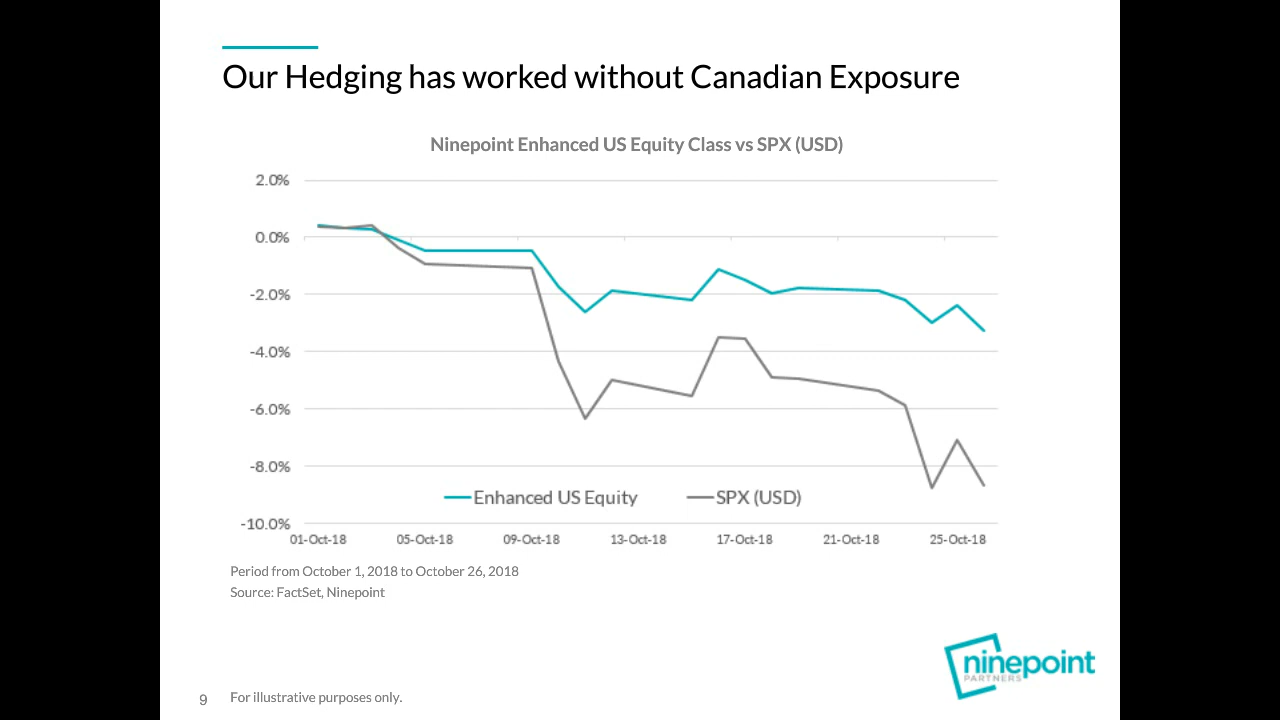 Our Hedging has worked without Canadian Exposure
Ninepoint Enhanced US Equity Class vs SPX (USD)
2.0%
0.0%
-2.0%
-4.0%
-6.0%
-8.0%
-10.0%
Enhanced US Equity
SPX (USD)
01-Oct-18
05-Oct-18
09-Oct-18
13-Oct-18
17-Oct-18
21-Oct-18
25-Oct-18
Period from October 1, 2018 to October 26, 2018
Source: FactSet, Ninepoint
ninepoint
PARTNERS
9
For illustrative purposes only.